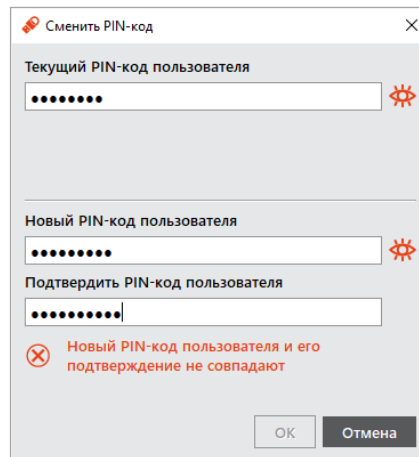 Сменить PIN-код
Текущий PIN-код пользователя
●●●●●●●●
Новый PIN-код пользователя
●●●●●●●●●
Подтвердить PIN-код пользователя
●●●●●●●●●●
Новый PIN-код пользователя и его
подтверждение не совпадают
ОК
Отмена